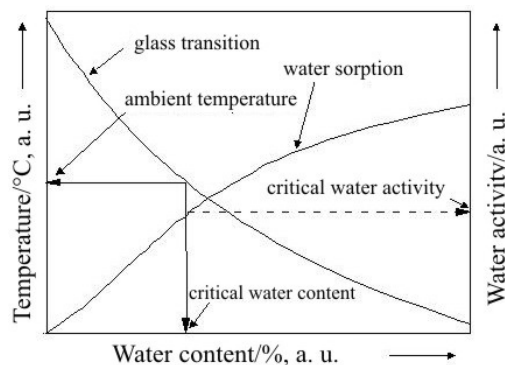 glass transition
water sorption
ambient temperature
critical water activity
critical water content
Temperature/°C, a. u.
Water activity/a. u.
Water content/%, a. u.